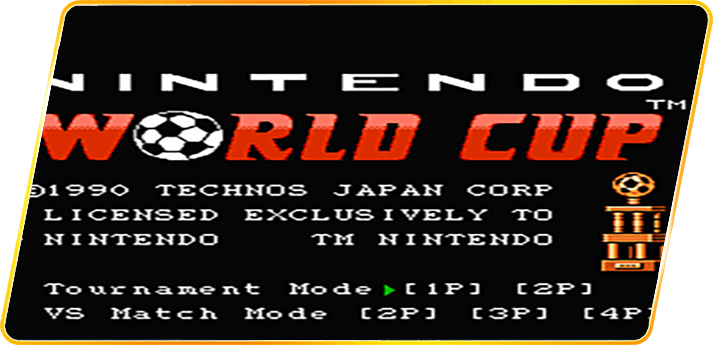 NINTENDO
TM
WORLD CUP
©1990 TECHNOS JAPAN CORP
LICENSED EXCLUSIVELY TO
NINTENDO TM NINTENDO
Tournament Mode ▶[1P] [2P]
VS Match Mode [2P] [3P] [4P]